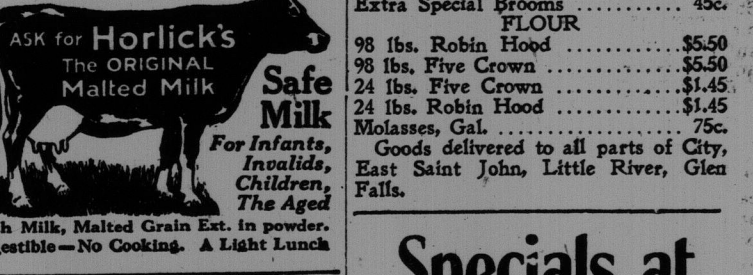 ASK for Horlick's
The ORIGINAL
Malted Milk
Safe
Milk
For Infants,
Invalids,
Children,
The Aged
h Milk, Malted Grain Ext. in powder.
estible—No Cooking. A Light Lunch
Extra Special Brooms .......... 45c.
FLOUR
98 lbs. Robin Hood ............ $5.50
98 lbs. Five Crown ............ $5.50
24 lbs. Five Crown ............ $1.45
24 lbs. Robin Hood ............ $1.45
Molasses, Gal. .................. 75c.
Goods delivered to all parts of City,
East Saint John, Little River, Glen
Falls.
Specials at